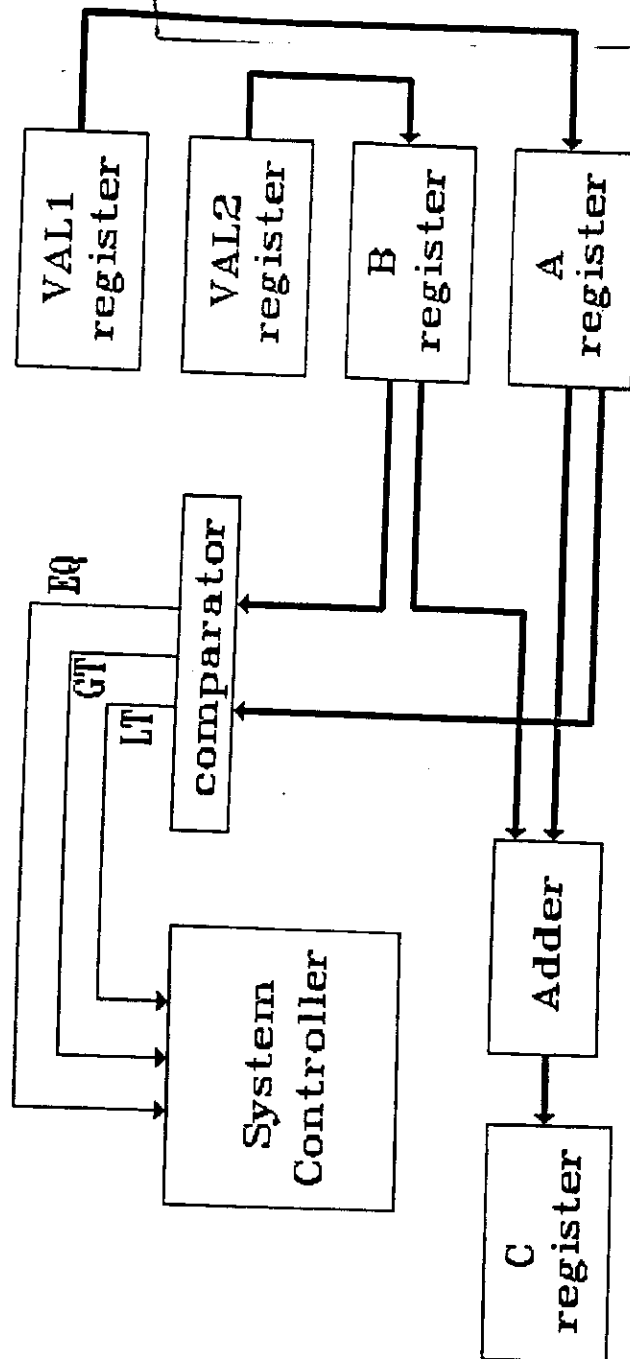 VAL1
register
VAL2
register
B
register
A
register
EQ
GT
LT
comparator
System
Controller
Adder
C
register